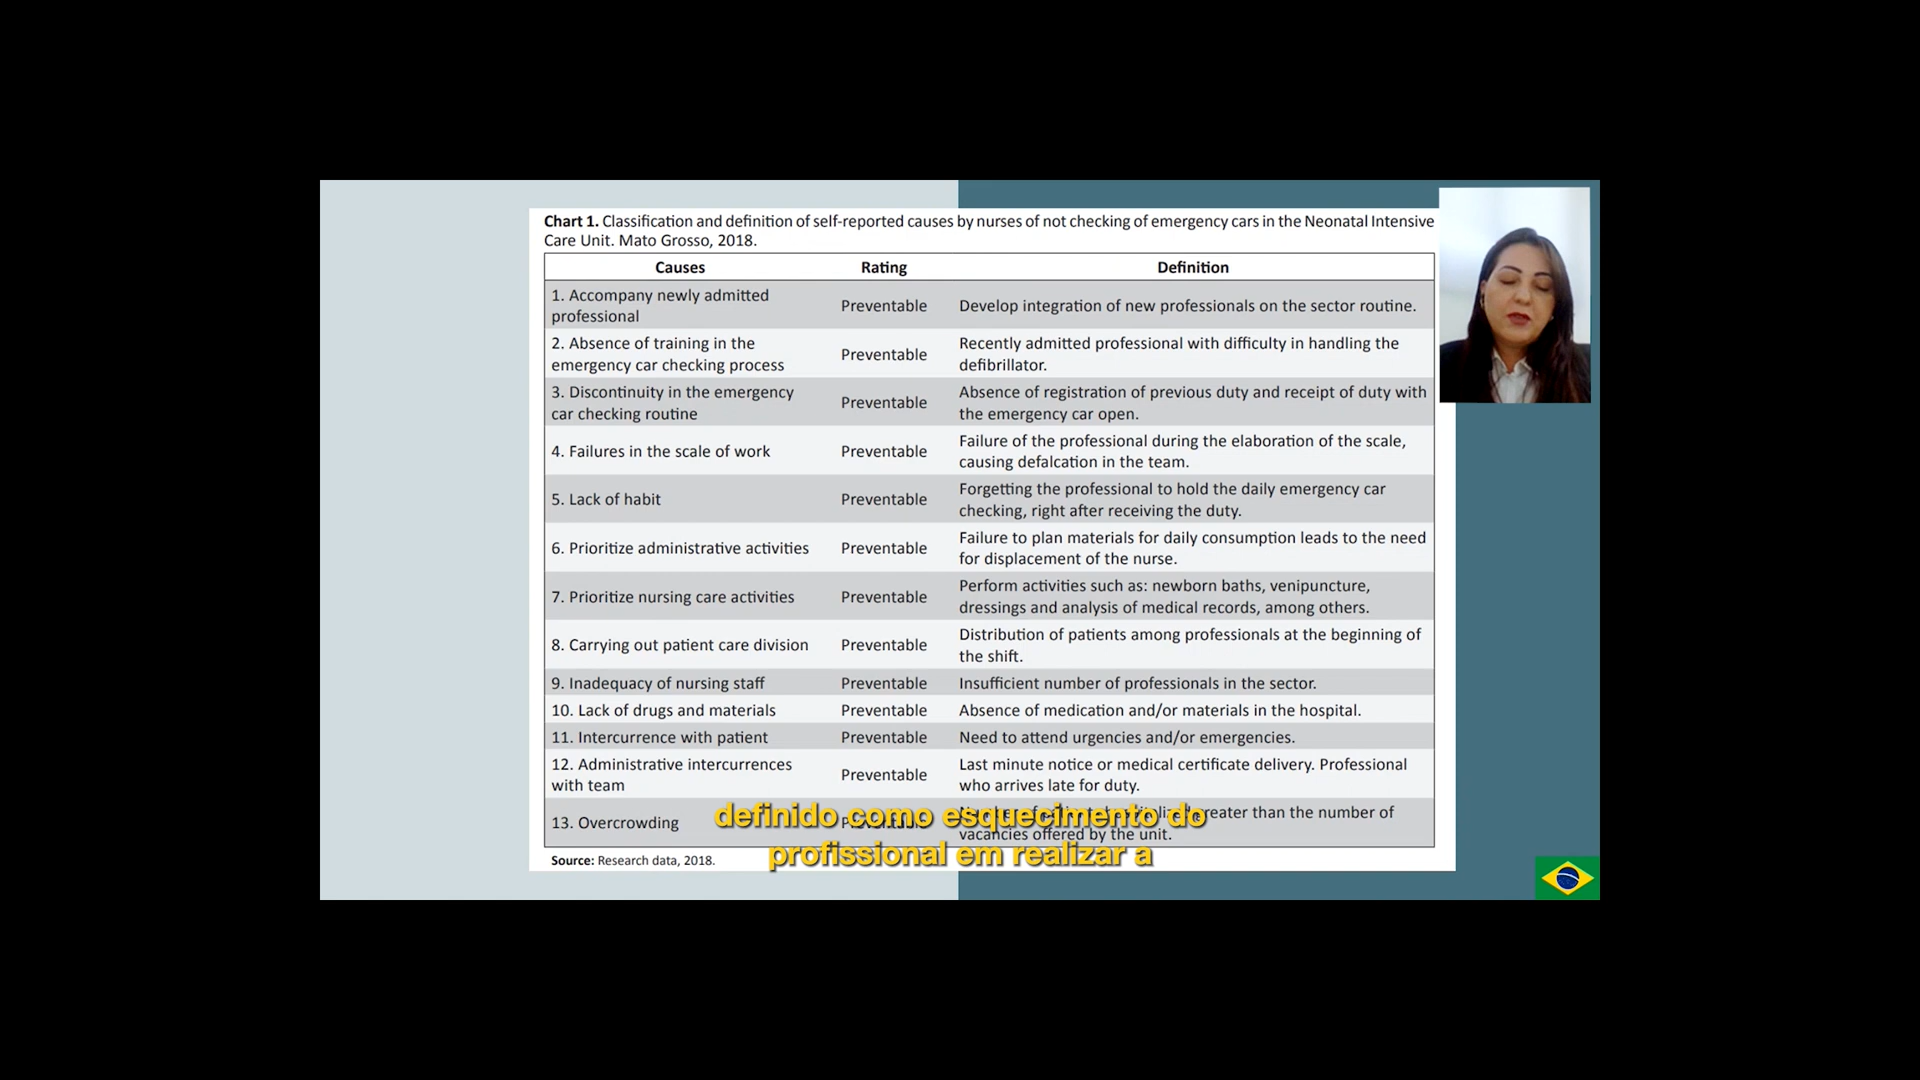 Chart 1. Classification and definition of self-reported causes by nurses of not checking of emergency cars in the Neonatal Intensive
Care Unit. Mato Grosso, 2018.
Causes Rating Definition
1. Accompany newly admitted
professional
Preventable
Develop integration of new professionals on the sector routine.
2. Absence of training in the
emergency car checking process
Preventable
Recently admitted professional with difficulty in handling the
defibrillator.
3. Discontinuity in the emergency
car checking routine
Preventable
Absence of registration of previous duty and receipt of duty with
the emergency car open.
4. Failures in the scale of work
Preventable
Failure of the professional during the elaboration of the scale,
causing defalcation in the team.
5. Lack of habit
Preventable
Forgetting the professional to hold the daily emergency car
checking, right after receiving the duty.
6. Prioritize administrative activities
Preventable
Failure to plan materials for daily consumption leads to the need
for displacement of the nurse.
7. Prioritize nursing care activities
Preventable
Perform activities such as: newborn baths, venipuncture,
dressings and analysis of medical records, among others.
8. Carrying out patient care division
Preventable
Distribution of patients among professionals at the beginning of
the shift.
9. Inadequacy of nursing staff
Preventable
Insufficient number of professionals in the sector.
10. Lack of drugs and materials
Preventable
Absence of medication and/or materials in the hospital.
11. Intercurrence with patient
Preventable
Need to attend urgencies and/or emergencies.
12. Administrative intercurrences
with team
Preventable
Last minute notice or medical certificate delivery. Professional
who arrives late for duty.
13. Overcrowding
greater than the number of
vacancies offered by the unit.
Source: Research data, 2018.
definido como esquecimento do
profissional em realizar a